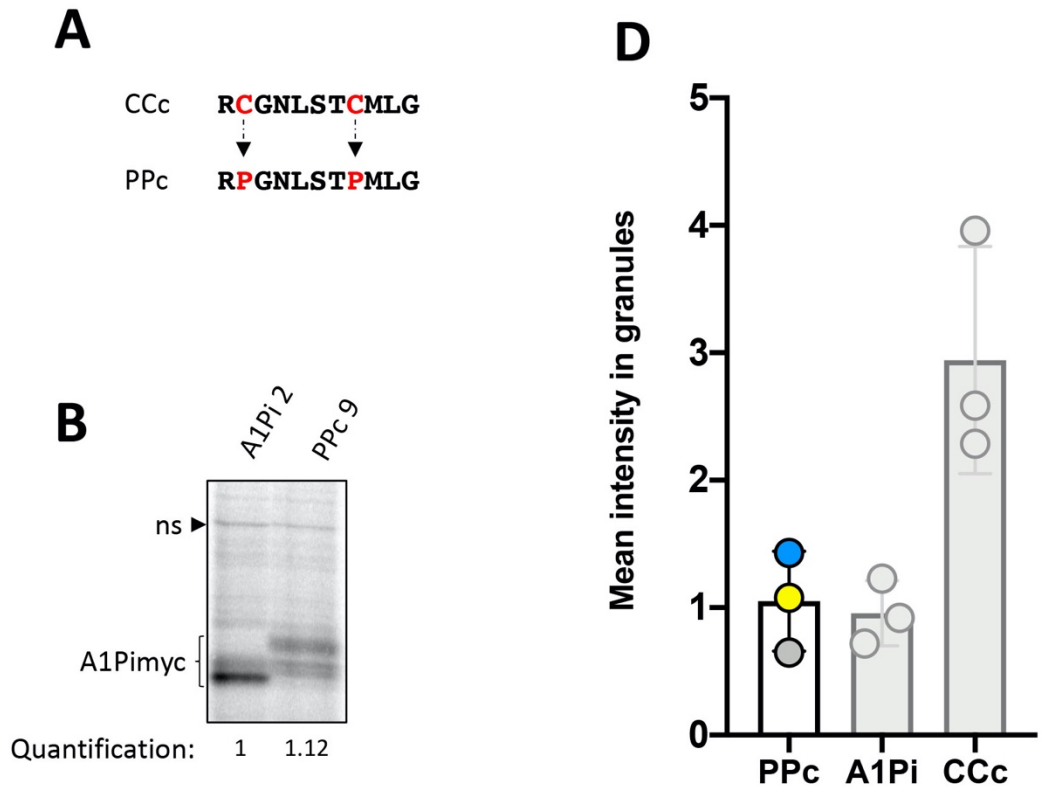 A
CCc RCGNLSTCMLG
PPc RPGNLSTPMLG
B
A1Pi 2
PPc 9
ns
A1Pimyc
Quantification: 1 1.12
D
Mean intensity in granules
5
4
3
2
1
0
PPc A1Pi CCc